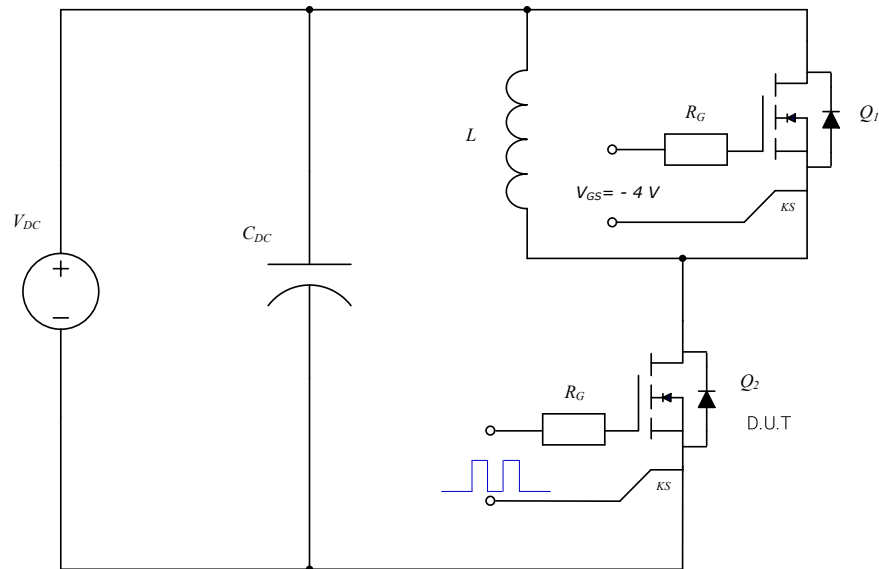 R_G
Q_1
L
V_GS= - 4 V
KS
V_DC
C_DC
Q_2
R_G
D.U.T
KS